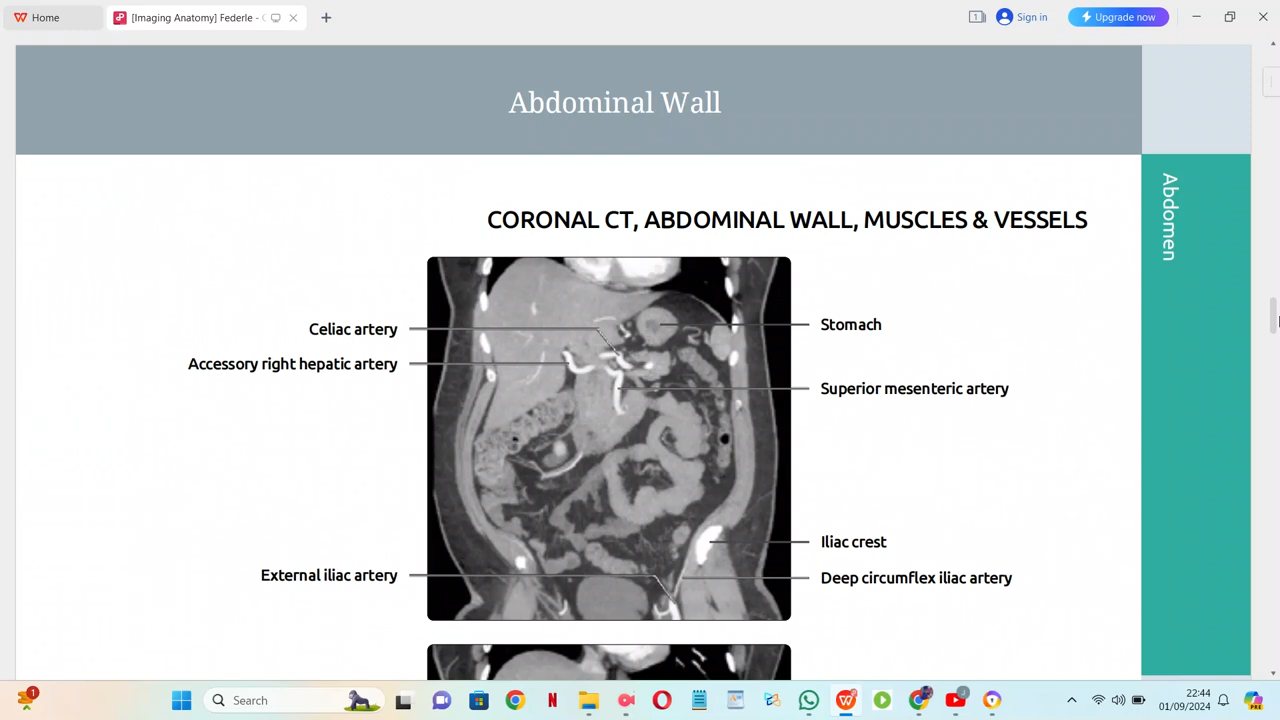 Home
[Imaging Anatomy] Federle -
1
Sign in
Upgrade now
Abdominal Wall
Abdomen
CORONAL CT, ABDOMINAL WALL, MUSCLES & VESSELS
Celiac artery
Stomach
Accessory right hepatic artery
Superior mesenteric artery
Iliac crest
External iliac artery
Deep circumflex iliac artery
1
Search
22:44
01/09/2024